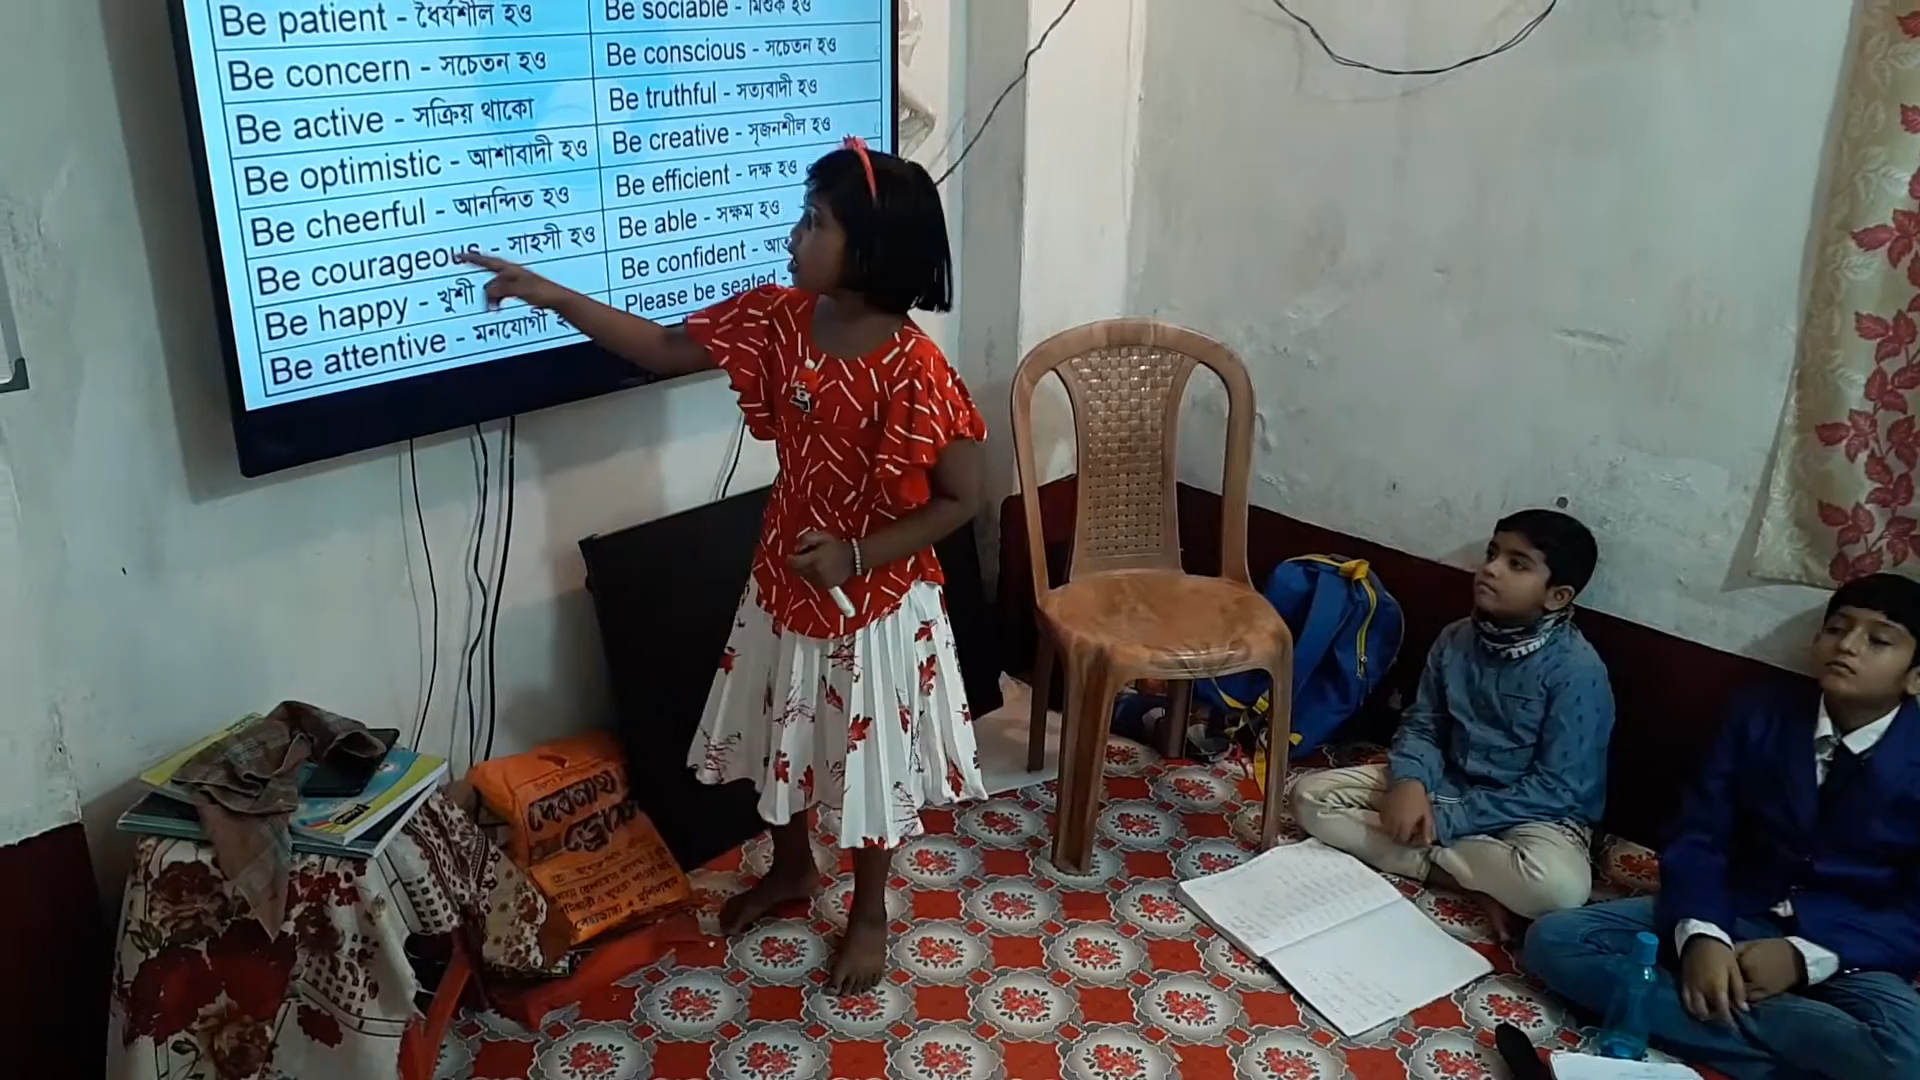 Be patient - ধৈর্যশীল হও
Be concern - সচেতন হও
Be active - সক্রিয় থাকো
Be optimistic - আশাবাদী হও
Be cheerful - আনন্দিত হও
Be courageous - সাহসী হও
Be happy - খুশী
Be attentive - মনযোগী
Be sociable - মিশুক হও
Be conscious - সচেতন হও
Be truthful - সত্যবাদী হও
Be creative - সৃজনশীল হও
Be efficient - দক্ষ হও
Be able - সক্ষম হও
Be confident -
Please be seated -
দেবনাথ